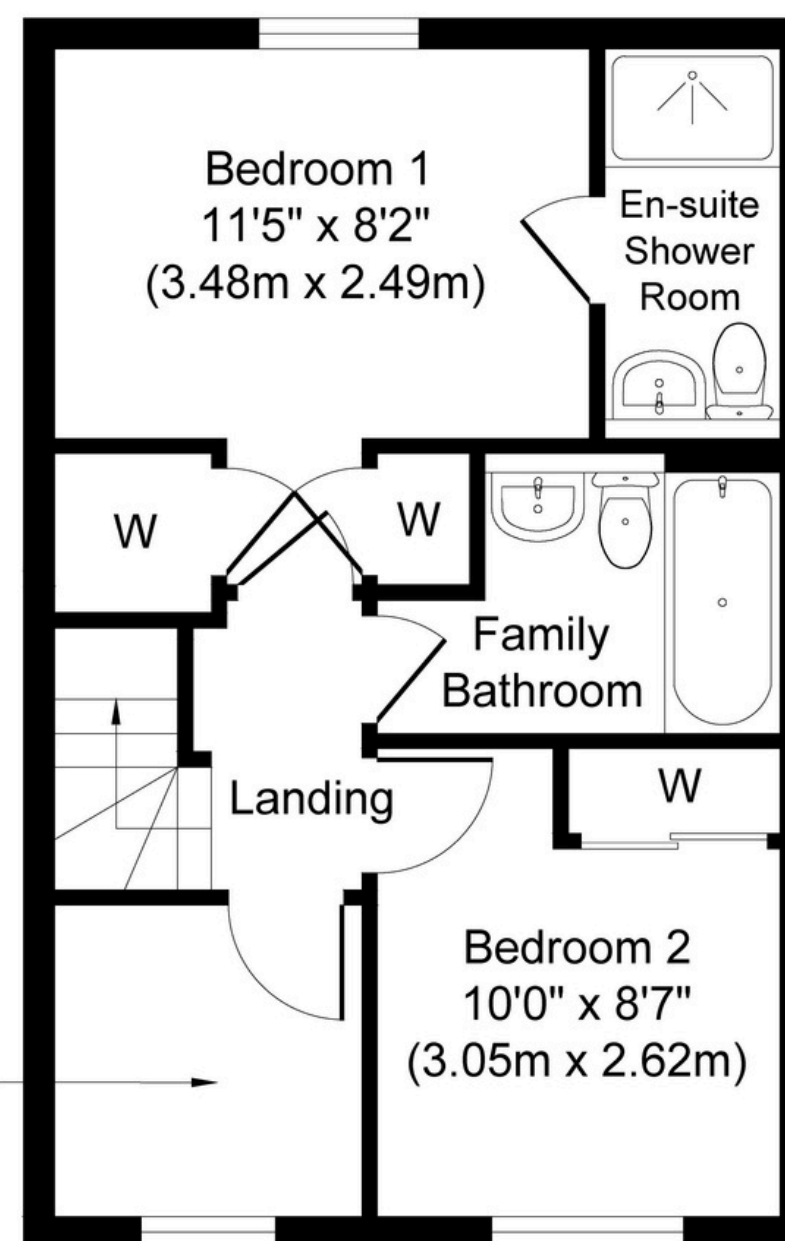 Bedroom 1
11'5" x 8'2"
(3.48m x 2.49m)
En-suite
Shower
Room
W
W
Family
Bathroom
Landing
W
Bedroom 2
10'0" x 8'7"
(3.05m x 2.62m)